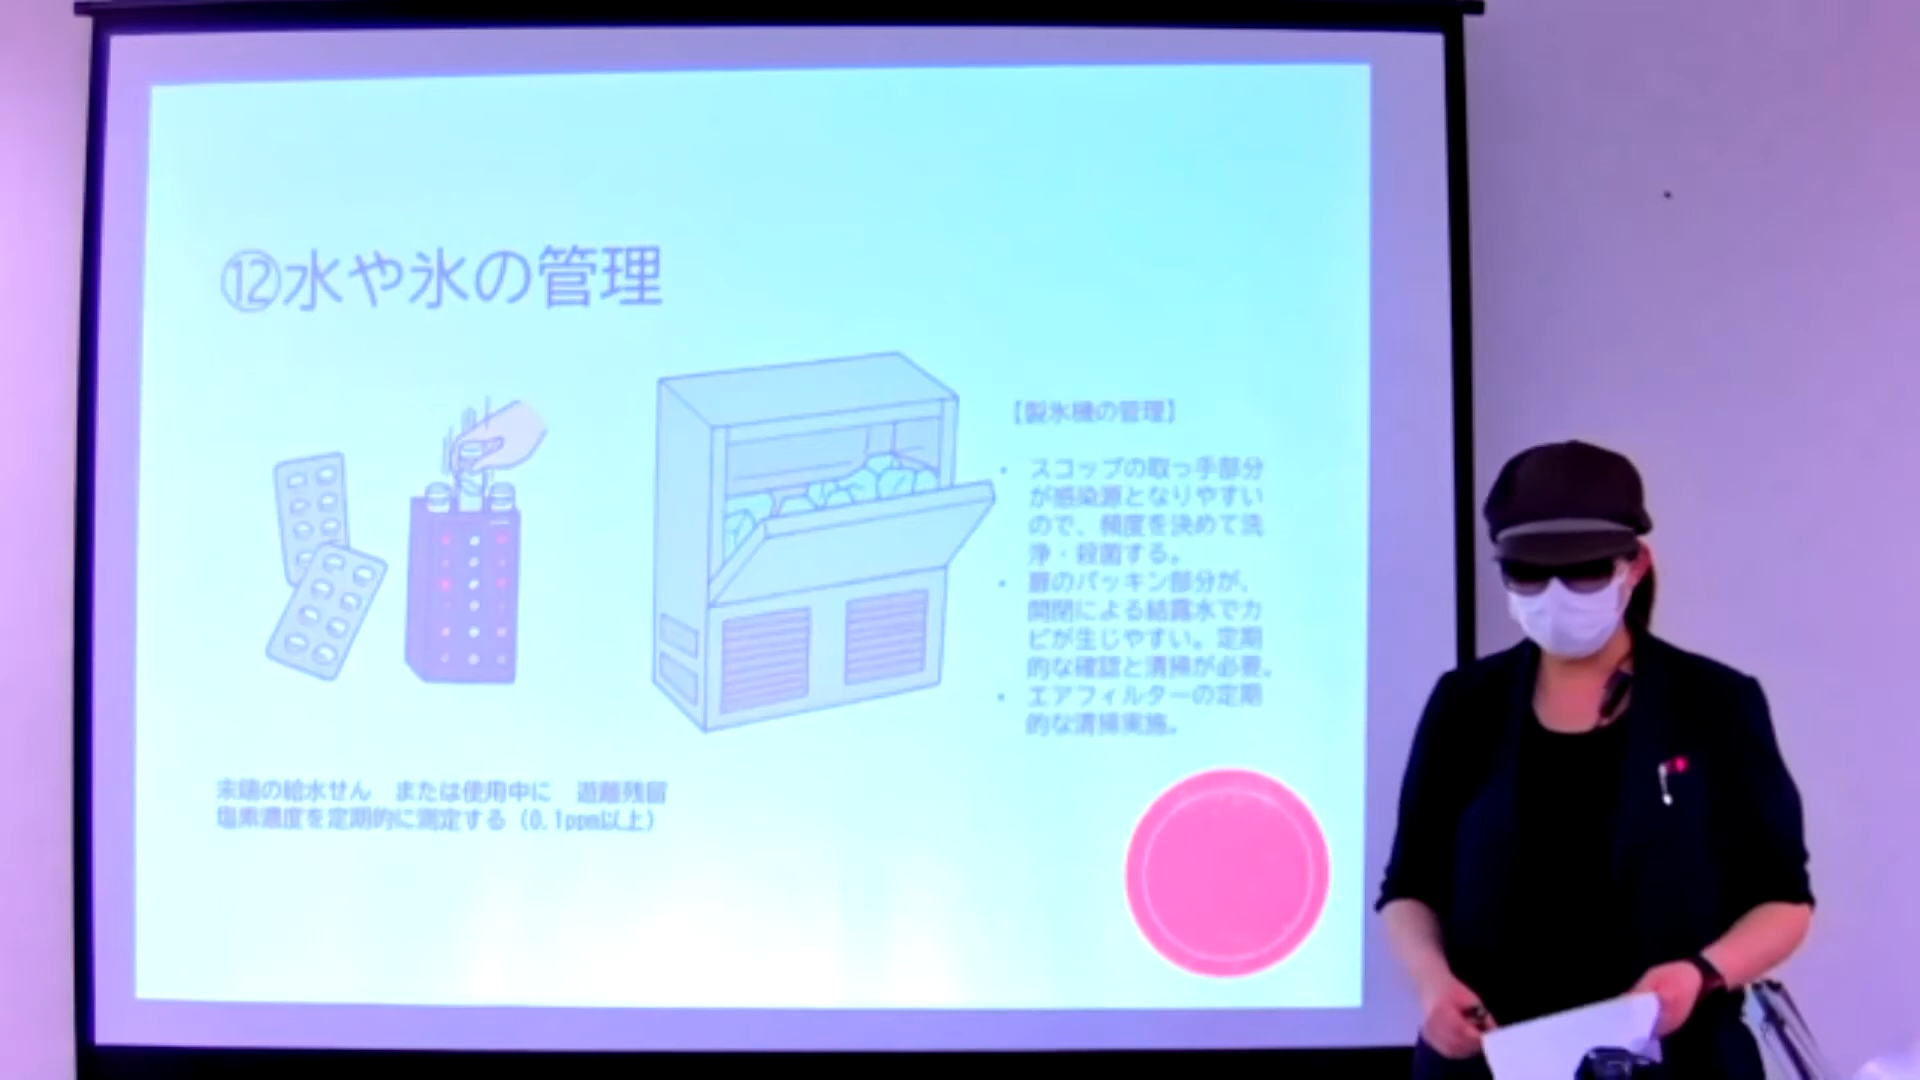 ⑫水や氷の管理
【製氷機の管理】
• スコップの取っ手部分
が感染源となりやすい
ので、頻度を決めて洗
浄・殺菌する。
• 扉のパッキン部分が、
開閉による結露水でカ
ビが生じやすい。定期
的な確認と清掃が必要。
• エアフィルターの定期
的な清掃実施。
末端の給水せん　または使用中に　遊離残留
塩素濃度を定期的に測定する（0.1ppm以上）